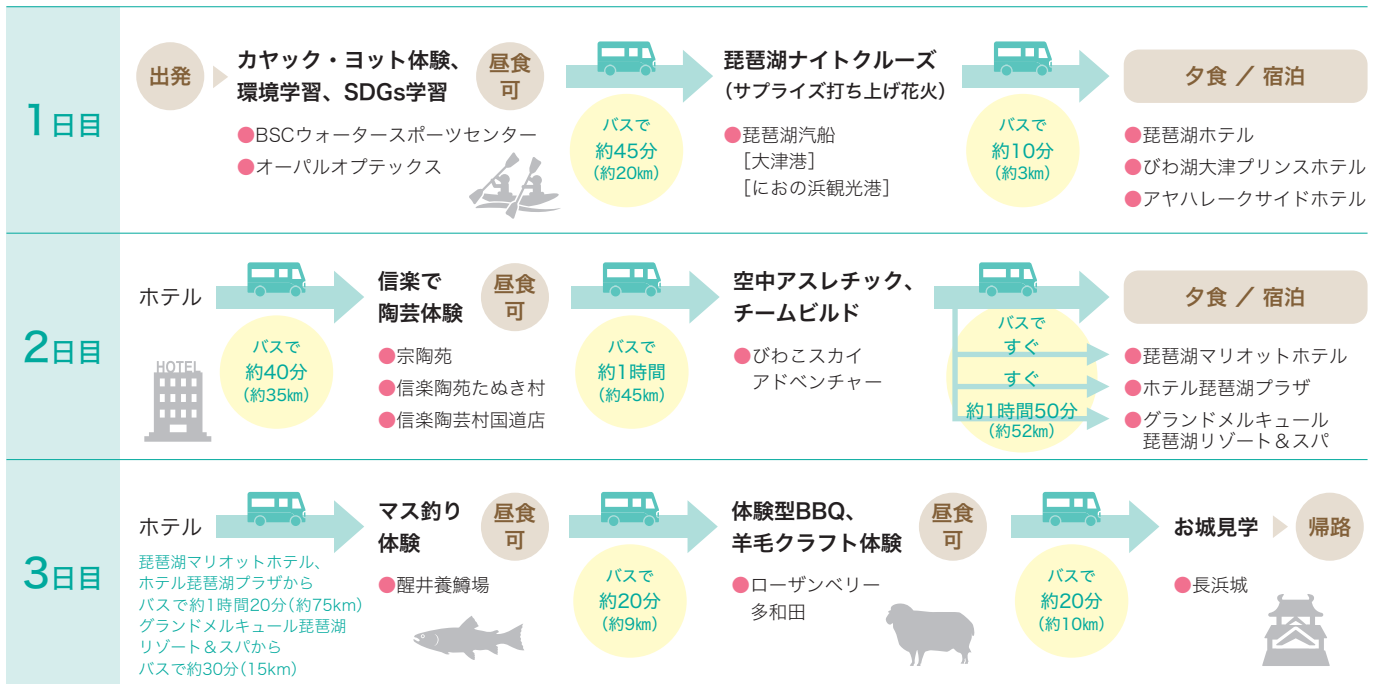 1日目
出発
カヤック・ヨット体験、
環境学習、SDGs学習
●BSCウォータースポーツセンター
●オーパルオプテックス
昼食
可
バスで
約45分
(約20㎞)
琵琶湖ナイトクルーズ
(サプライズ打ち上げ花火)
●琵琶湖汽船
［大津港］
［におの浜観光港］
バスで
約10分
(約3㎞)
夕食 ／ 宿泊
●琵琶湖ホテル
●びわ湖大津プリンスホテル
●アヤハレークサイドホテル
2日目
ホテル
HOTEL
バスで
約40分
(約35㎞)
信楽で
陶芸体験
●宗陶苑
●信楽陶苑たぬき村
●信楽陶芸村国道店
昼食
可
バスで
約1時間
(約45㎞)
空中アスレチック、
チームビルド
●びわこスカイ
アドベンチャー
バスで
すぐ
すぐ
約1時間50分
(約52㎞)
夕食 ／ 宿泊
●琵琶湖マリオットホテル
●ホテル琵琶湖プラザ
●グランドメルキュール
琵琶湖リゾート＆スパ
3日目
ホテル
琵琶湖マリオットホテル、
ホテル琵琶湖プラザから
バスで約1時間20分(約75㎞)
グランドメルキュール琵琶湖
リゾート＆スパから
バスで約30分(15㎞)
マス釣り
体験
●醒井養鱒場
昼食
可
バスで
約20分
(約9㎞)
体験型BBQ、
羊毛クラフト体験
●ローザンベリー
多和田
昼食
可
バスで
約20分
(約10㎞)
お城見学
●長浜城
帰路